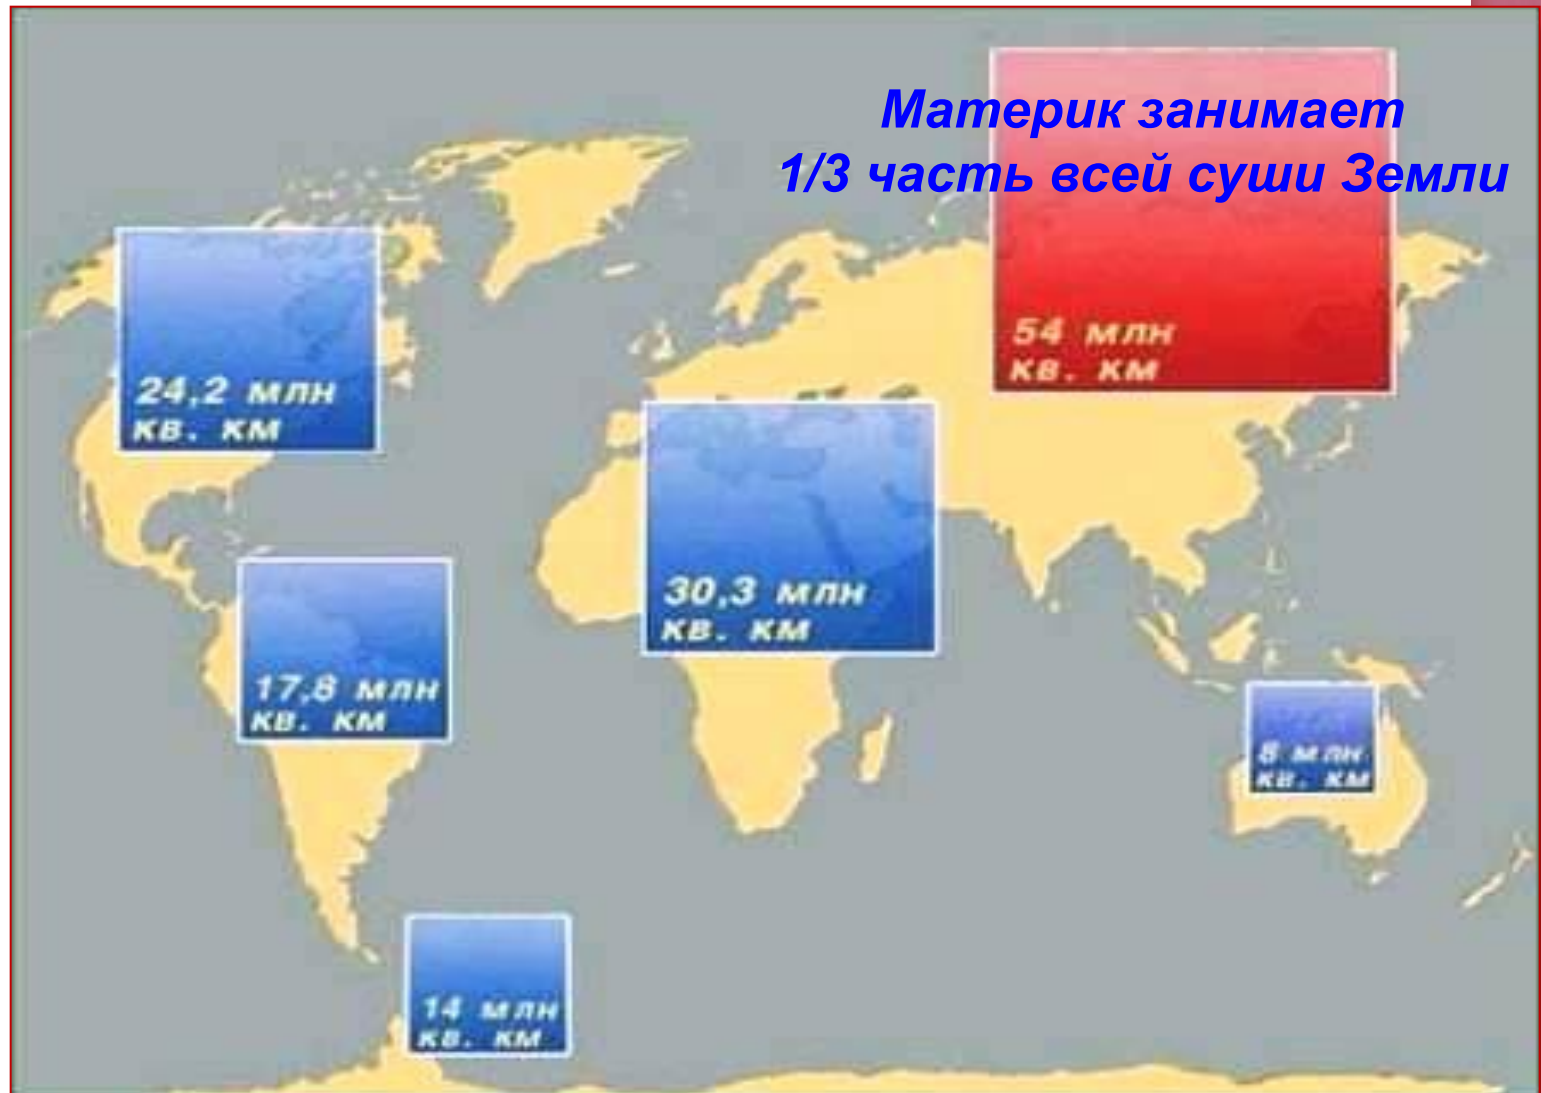 Материк занимает
1/3 часть всей суши Земли
54 млн
кв. км
24,2 млн
кв. км
30,3 млн
кв. км
17,8 млн
кв. км
8 млн
кв. км
14 млн
кв. км